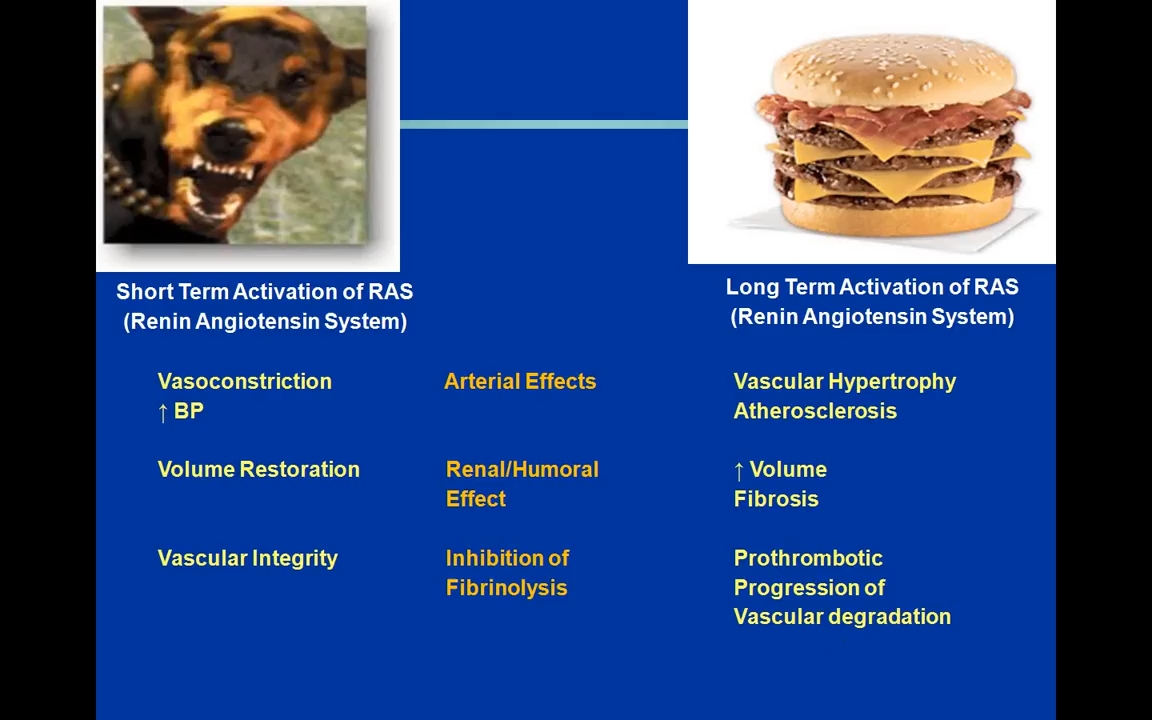 Short Term Activation of RAS
(Renin Angiotensin System)
Long Term Activation of RAS
(Renin Angiotensin System)
Vasoconstriction
↑ BP
Arterial Effects
Vascular Hypertrophy
Atherosclerosis
Volume Restoration
Renal/Humoral
Effect
↑ Volume
Fibrosis
Vascular Integrity
Inhibition of
Fibrinolysis
Prothrombotic
Progression of
Vascular degradation